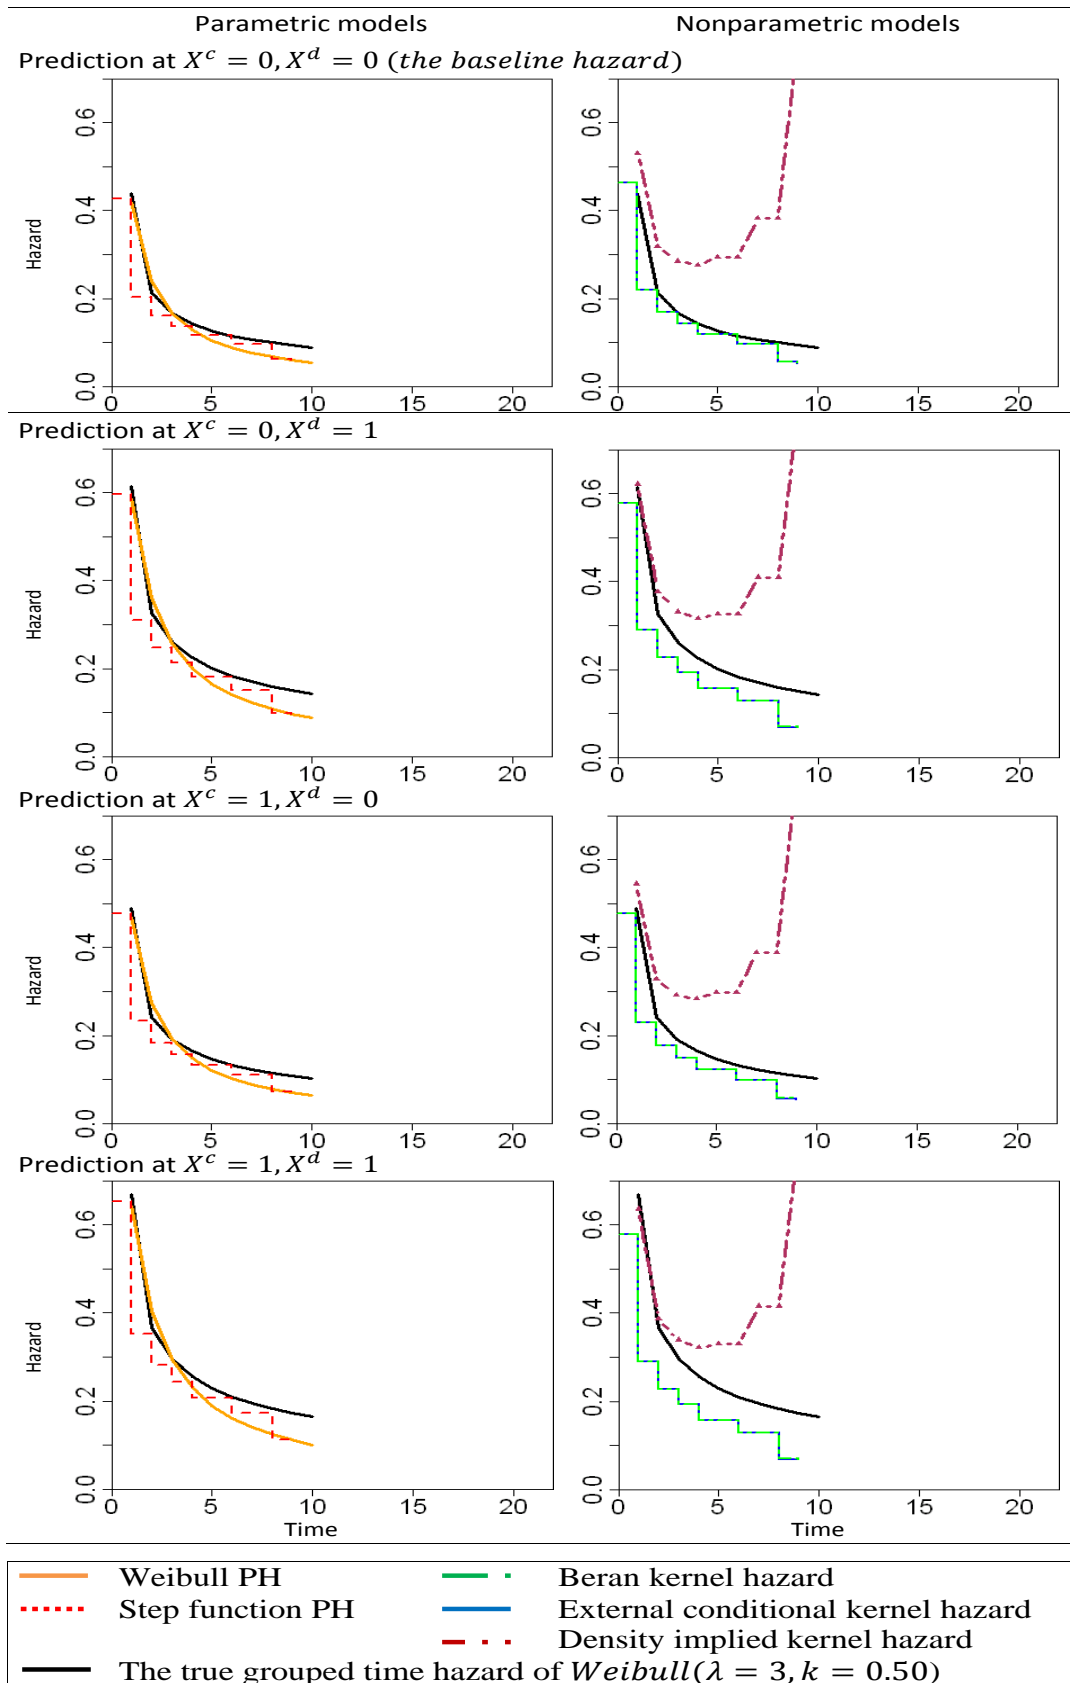 Parametric models Nonparametric models
Prediction at X^c = 0, X^d = 0 (the baseline hazard)
Hazard
0.0 0.2 0.4 0.6
0 5 10 15 20
0.0 0.2 0.4 0.6
0 5 10 15 20
Prediction at X^c = 0, X^d = 1
Hazard
0.0 0.2 0.4 0.6
0 5 10 15 20
0.0 0.2 0.4 0.6
0 5 10 15 20
Prediction at X^c = 1, X^d = 0
Hazard
0.0 0.2 0.4 0.6
0 5 10 15 20
0.0 0.2 0.4 0.6
0 5 10 15 20
Prediction at X^c = 1, X^d = 1
Hazard
0.0 0.2 0.4 0.6
0 5 10 15 20
Time
0.0 0.2 0.4 0.6
0 5 10 15 20
Time
Weibull PH
Beran kernel hazard
Step function PH
External conditional kernel hazard
Density implied kernel hazard
The true grouped time hazard of Weibull(λ = 3, k = 0.50)